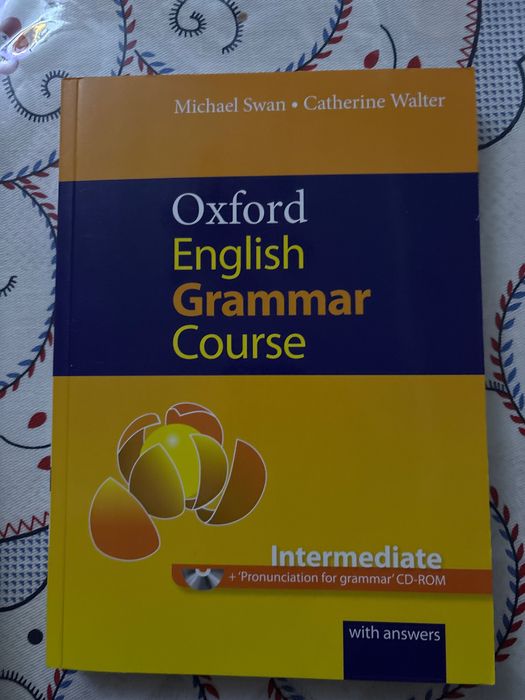 Michael Swan • Catherine Walter
Oxford
English
Grammar
Course
Intermediate
+ 'Pronunciation for grammar' CD-ROM
with answers